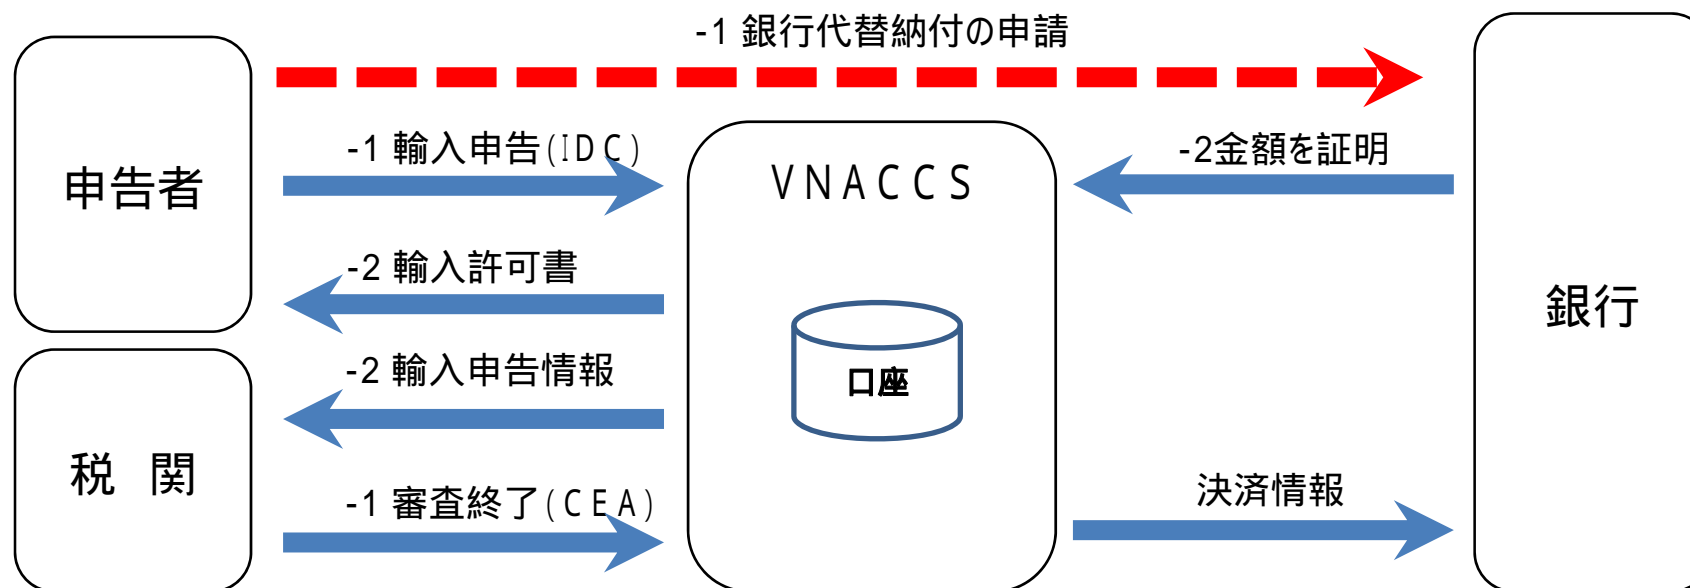 -1 銀行代替納付の申請
申告者
-1 輸入申告(IDC)
VNACCS
-2金額を証明
-2 輸入許可書
銀行
-2 輸入申告情報
口座
税 関
-1 審査終了(CEA)
決済情報